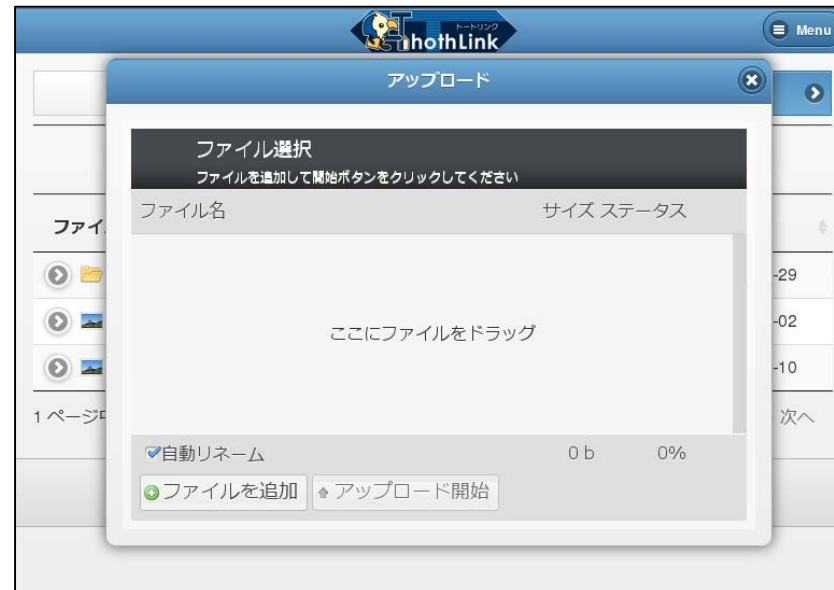 トートリンク
ThothLink
Menu
アップロード
ファイル選択
ファイルを追加して開始ボタンをクリックしてください
ファイル名 サイズ ステータス
ファイ
-29
-02
ここにファイルをドラッグ
-10
1 ページ中
次へ
自動リネーム 0 b 0%
ファイルを追加 アップロード開始